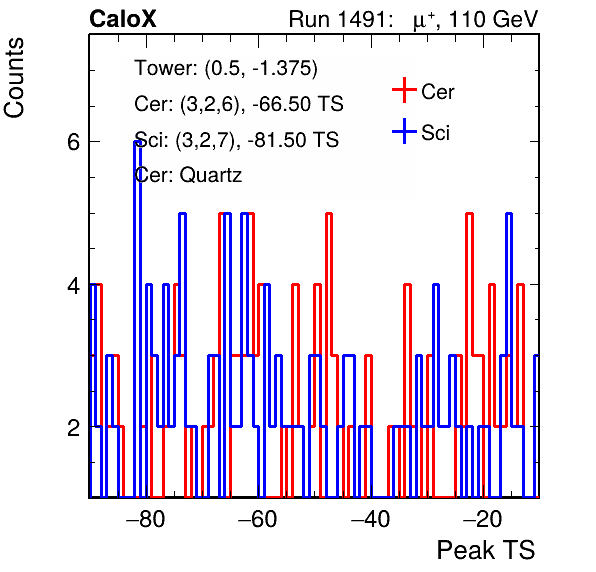 CaloX Run 1491: μ⁺, 110 GeV
Counts
Tower: (0.5, -1.375)
Cer: (3,2,6), -66.50 TS
Sci: (3,2,7), -81.50 TS
Cer: Quartz
Cer
Sci
6
4
2
−80 −60 −40 −20
Peak TS